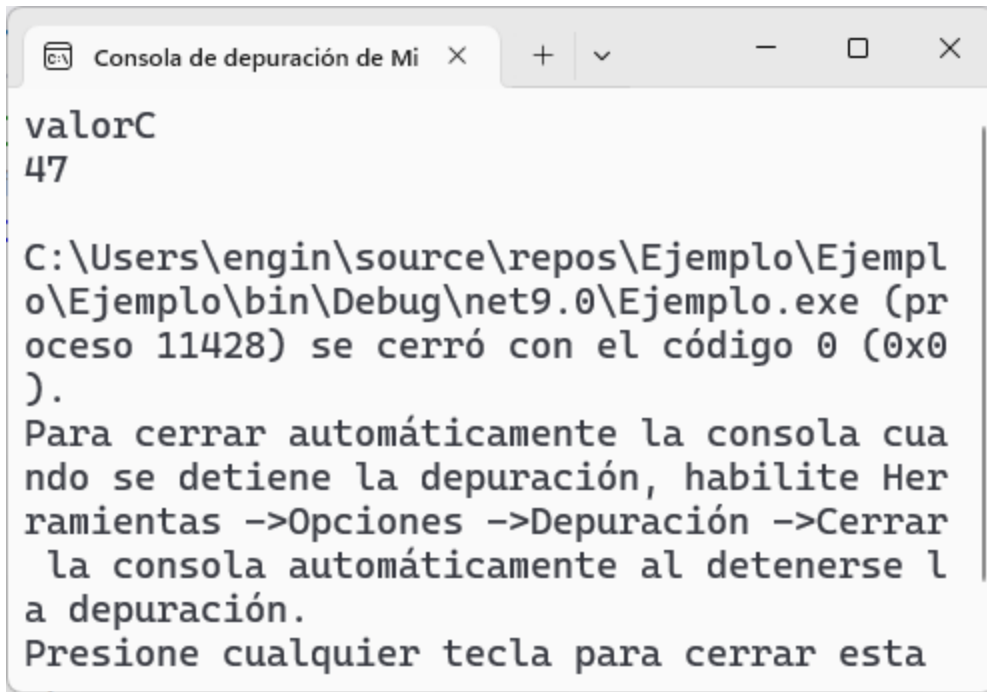 Consola de depuración de Mi
valorC
47
C:\Users\engin\source\repos\Ejemplo\Ejempl
o\Ejemplo\bin\Debug\net9.0\Ejemplo.exe (pr
oceso 11428) se cerró con el código 0 (0x0
).
Para cerrar automáticamente la consola cua
ndo se detiene la depuración, habilite Her
ramientas ->Opciones ->Depuración ->Cerrar
 la consola automáticamente al detenerse l
a depuración.
Presione cualquier tecla para cerrar esta